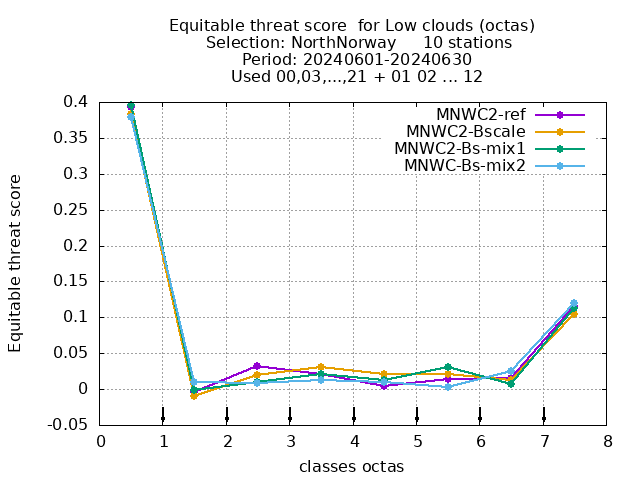 Equitable threat score  for Low clouds (octas)
Selection: NorthNorway     10 stations
Period: 20240601-20240630
Used 00,03,...,21 + 01 02 ... 12
MNWC2-ref
MNWC2-Bscale
MNWC2-Bs-mix1
MNWC-Bs-mix2
Equitable threat score
0.4
0.35
0.3
0.25
0.2
0.15
0.1
0.05
0
-0.05
0 1 2 3 4 5 6 7 8
classes octas